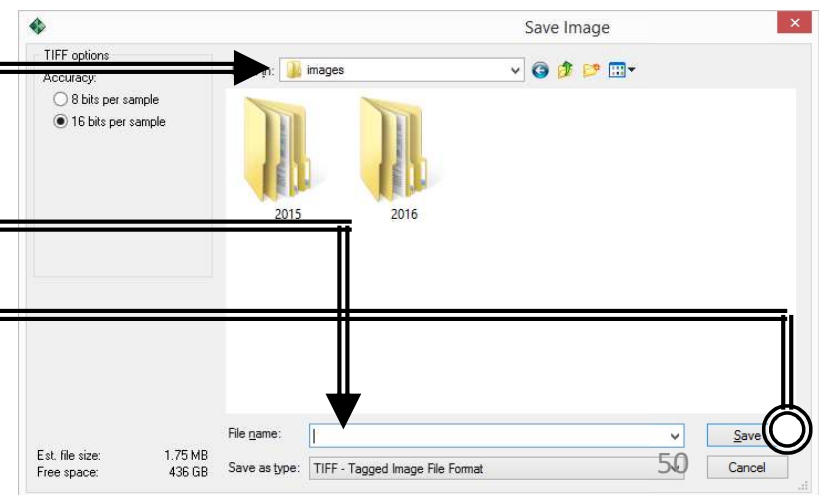 Save Image
TIFF options
Accuracy:
8 bits per sample
16 bits per sample
in: images
2015
2016
File name:
Save
Est. file size: 1.75 MB
Free space: 436 GB
Save as type: TIFF - Tagged Image File Format
50
Cancel